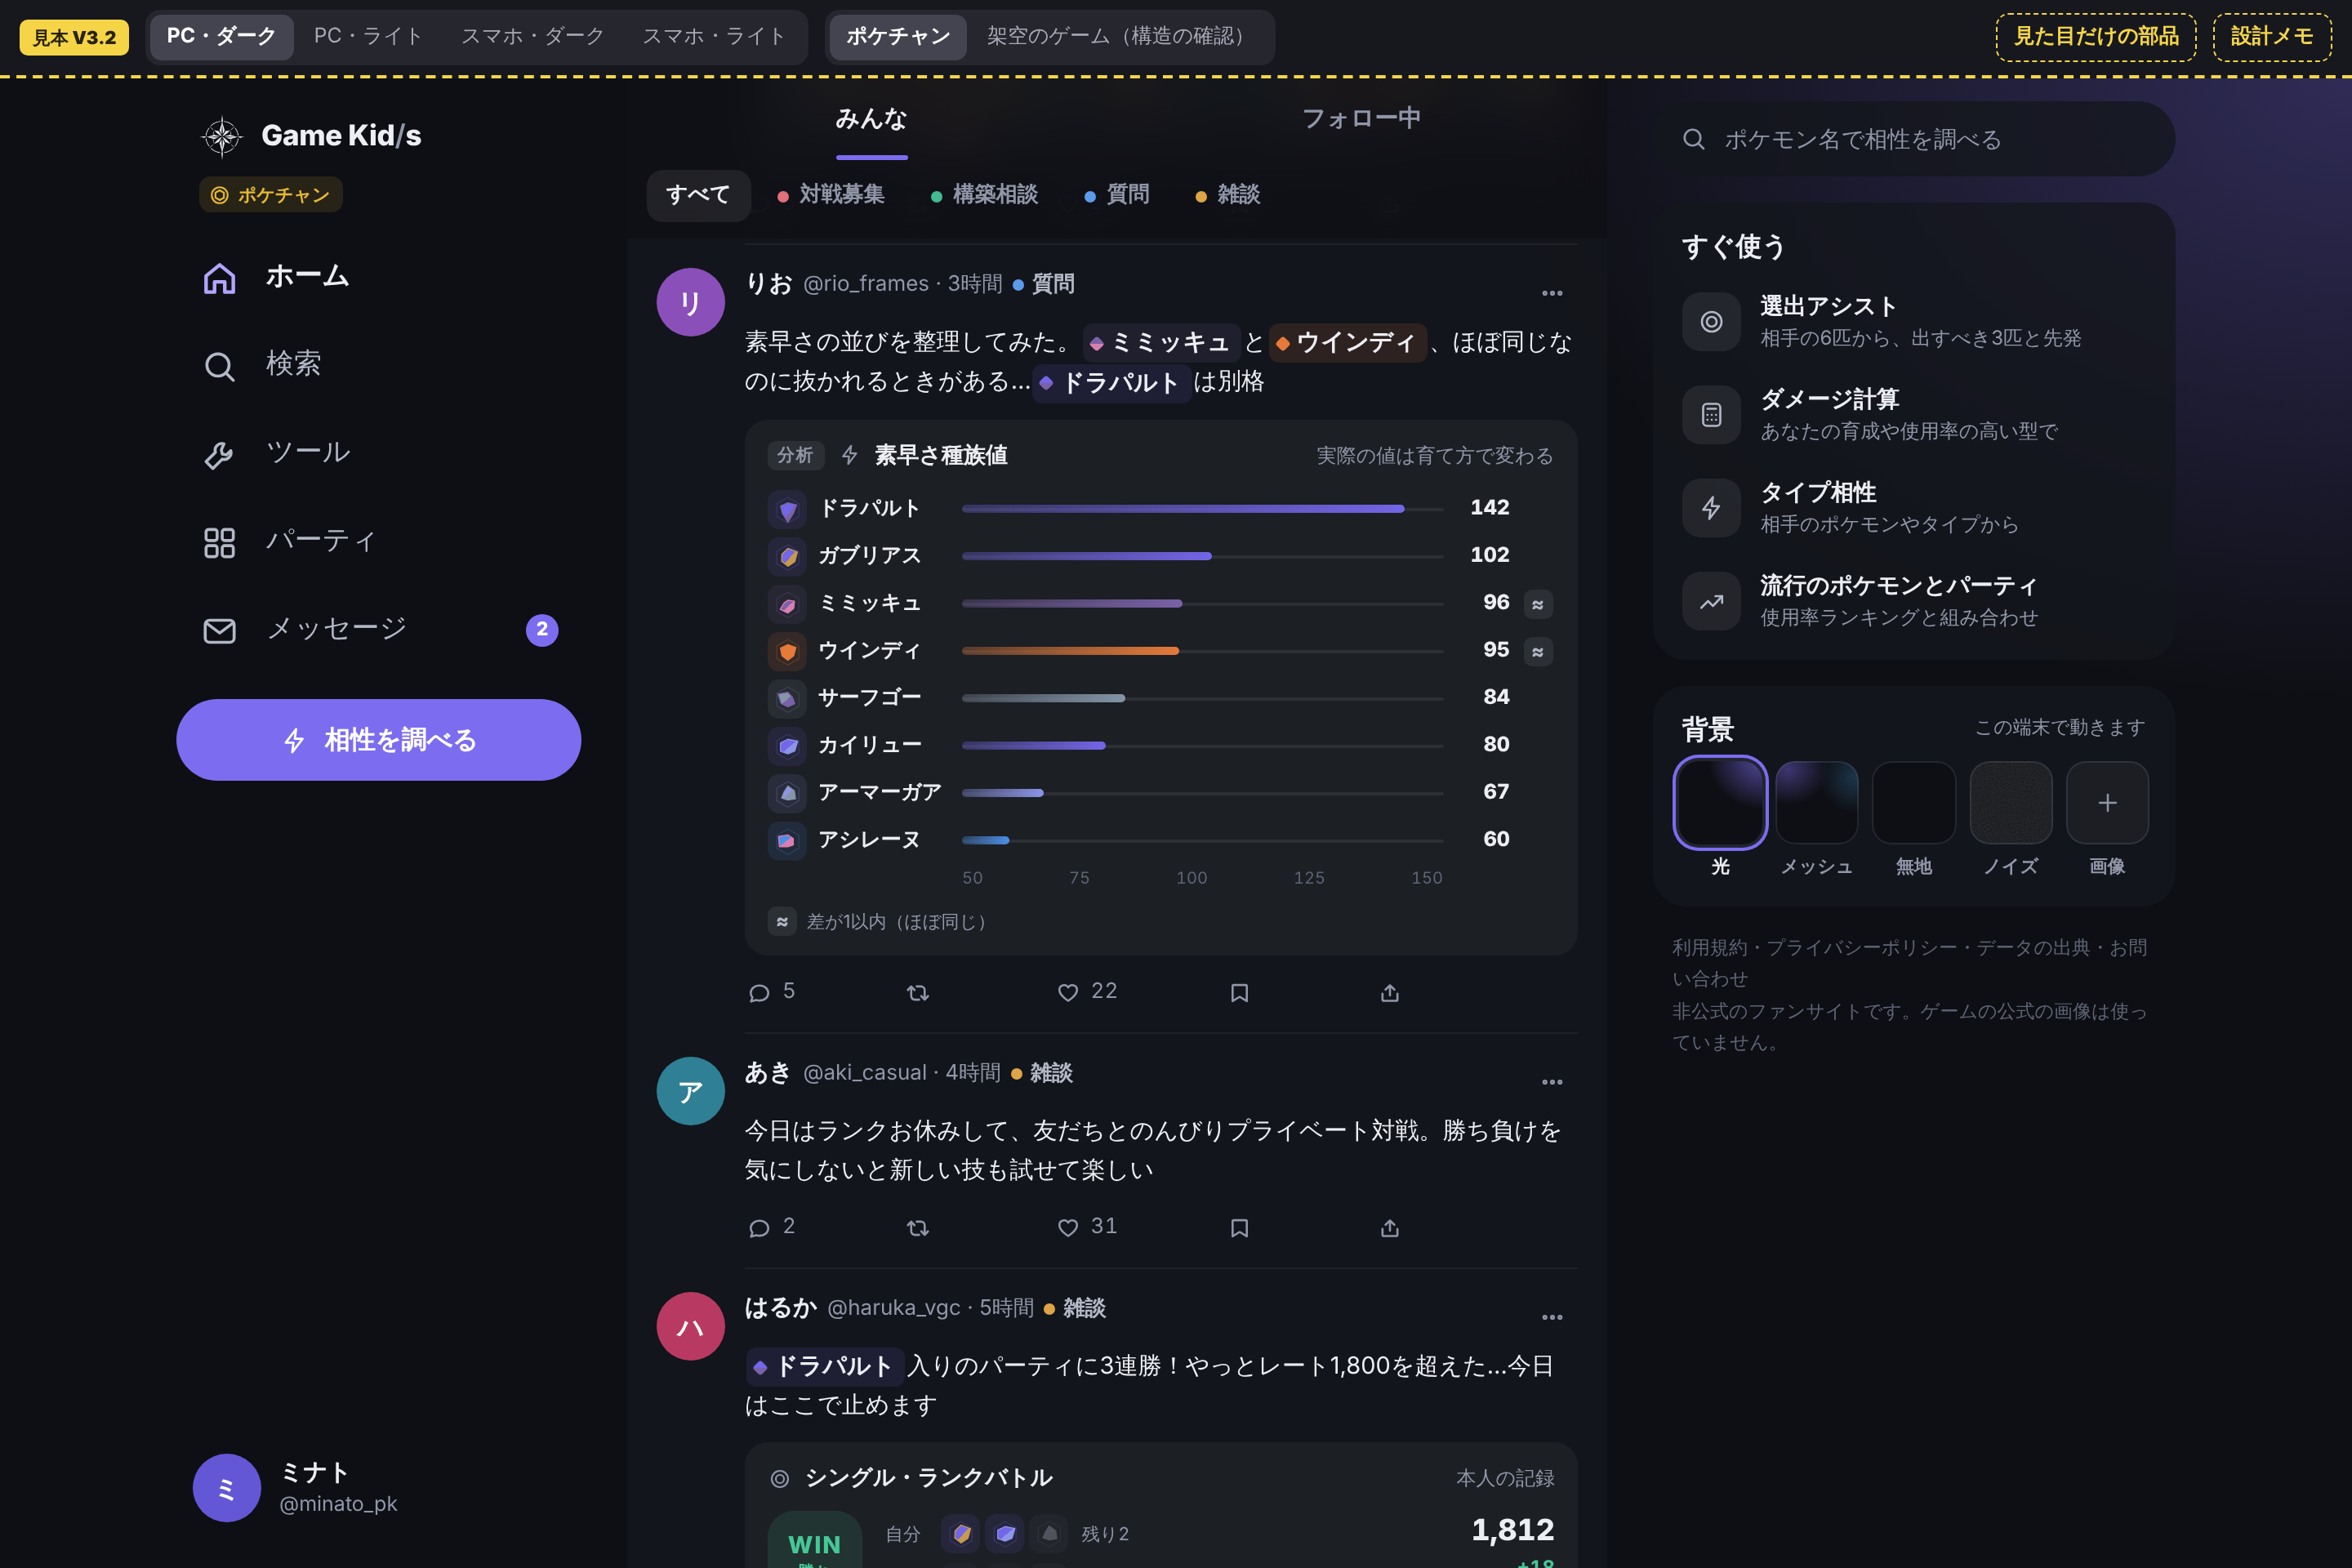 見本 V3.2
PC・ダーク
PC・ライト
スマホ・ダーク
スマホ・ライト
ポケチャン
架空のゲーム（構造の確認）
見た目だけの部品
設計メモ
Game Kid/s
ポケチャン
ホーム
検索
ツール
パーティ
メッセージ
2
相性を調べる
ミ
ミナト
@minato_pk
みんな
フォロー中
すべて
対戦募集
構築相談
質問
雑談
リ
りお @rio_frames · 3時間 質問
素早さの並びを整理してみた。ミミッキュとウインディ、ほぼ同じな
のに抜かれるときがある…ドラパルトは別格
分析 素早さ種族値 実際の値は育て方で変わる
ドラパルト 142
ガブリアス 102
ミミッキュ 96 ≈
ウインディ 95 ≈
サーフゴー 84
カイリュー 80
アーマーガア 67
アシレーヌ 60
50 75 100 125 150
≈ 差が1以内（ほぼ同じ）
5 22
ア
あき @aki_casual · 4時間 雑談
今日はランクお休みして、友だちとのんびりプライベート対戦。勝ち負けを
気にしないと新しい技も試せて楽しい
2 31
ハ
はるか @haruka_vgc · 5時間 雑談
ドラパルト入りのパーティに3連勝！やっとレート1,800を超えた…今日
はここで止めます
シングル・ランクバトル 本人の記録
WIN
自分 残り2
1,812
+18
ポケモン名で相性を調べる
すぐ使う
選出アシスト
相手の6匹から、出すべき3匹と先発
ダメージ計算
あなたの育成や使用率の高い型で
タイプ相性
相手のポケモンやタイプから
流行のポケモンとパーティ
使用率ランキングと組み合わせ
背景 この端末で動きます
光 メッシュ 無地 ノイズ 画像
利用規約・プライバシーポリシー・データの出典・お問
い合わせ
非公式のファンサイトです。ゲームの公式の画像は使っ
ていません。